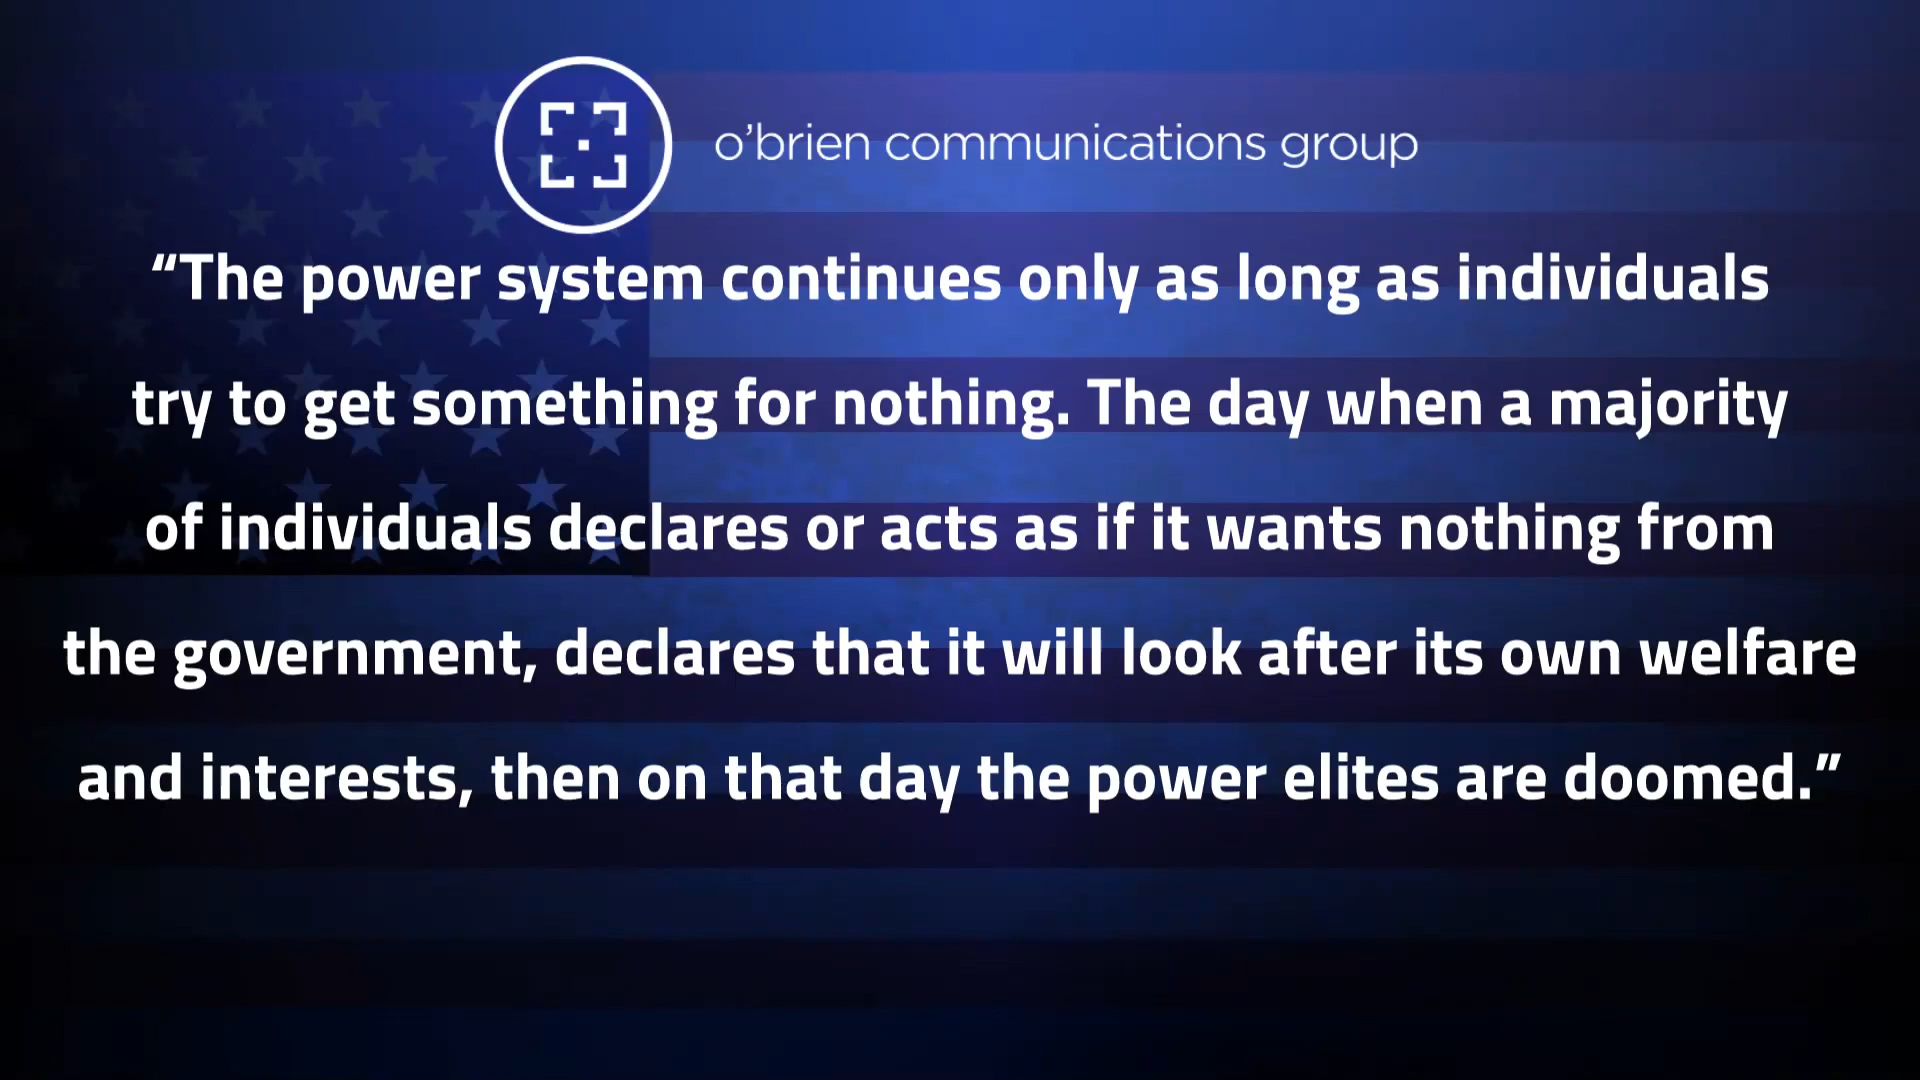 o’brien communications group
“The power system continues only as long as individuals
try to get something for nothing. The day when a majority
of individuals declares or acts as if it wants nothing from
the government, declares that it will look after its own welfare
and interests, then on that day the power elites are doomed.”